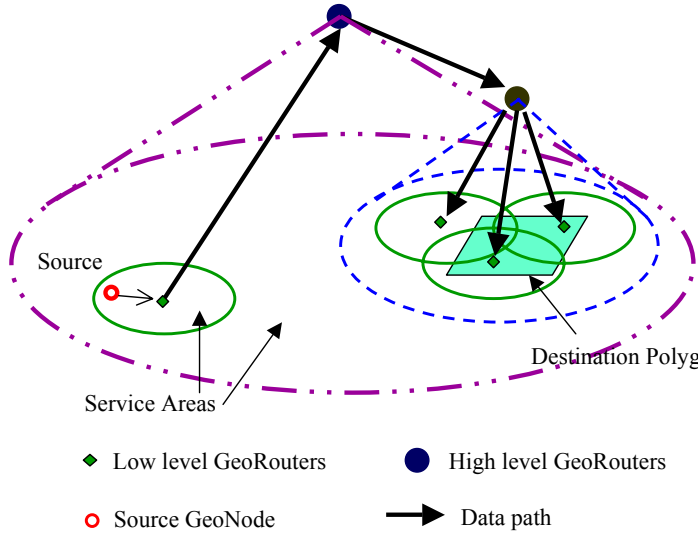 Source
Destination Polyg
Service Areas
Low level GeoRouters
High level GeoRouters
Source GeoNode
Data path